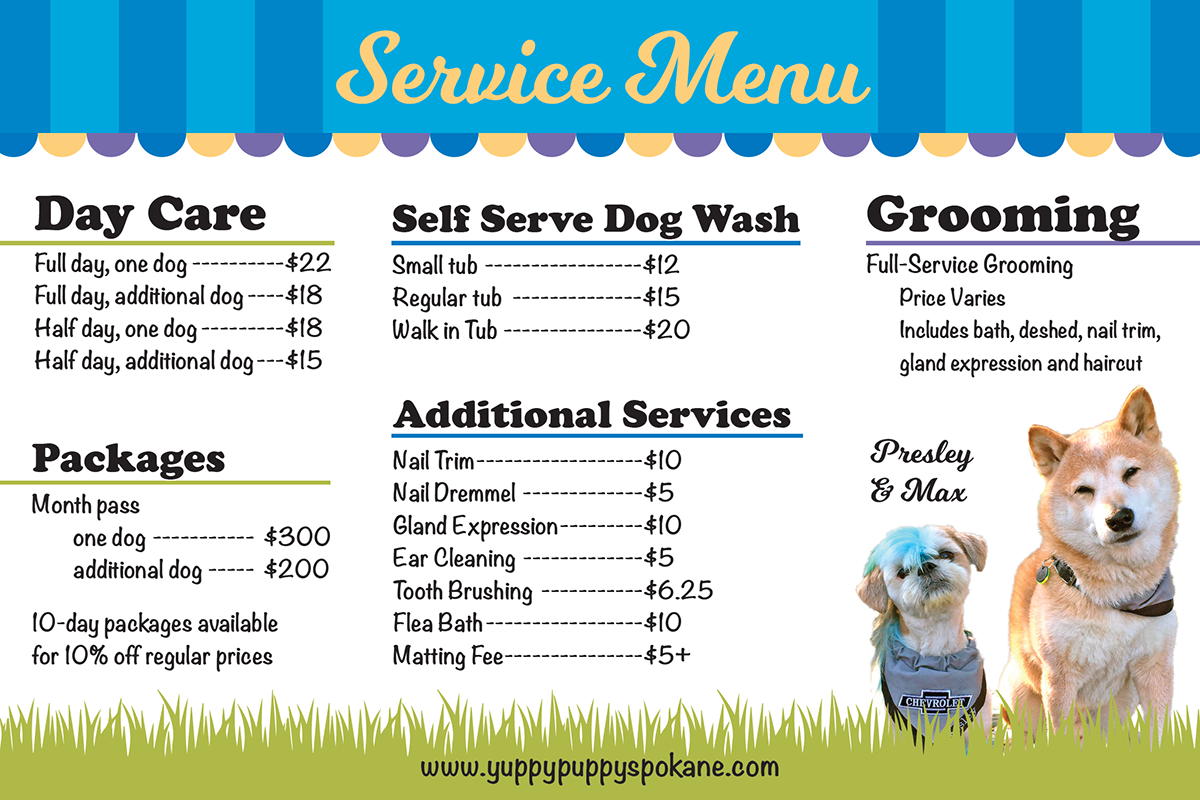 Service Menu
Day Care
Full day, one dog ----------$22
Full day, additional dog ----$18
Half day, one dog ---------$18
Half day, additional dog ---$15
Packages
Month pass
one dog ----------- $300
additional dog ----- $200
10-day packages available
for 10% off regular prices
Self Serve Dog Wash
Small tub -----------------$12
Regular tub --------------$15
Walk in Tub ---------------$20
Additional Services
Nail Trim------------------$10
Nail Dremmel -------------$5
Gland Expression---------$10
Ear Cleaning -------------$5
Tooth Brushing -----------$6.25
Flea Bath-----------------$10
Matting Fee---------------$5+
Grooming
Full-Service Grooming
Price Varies
Includes bath, deshed, nail trim,
gland expression and haircut
Presley
& Max
CHEVROLET
www.yuppypuppyspokane.com